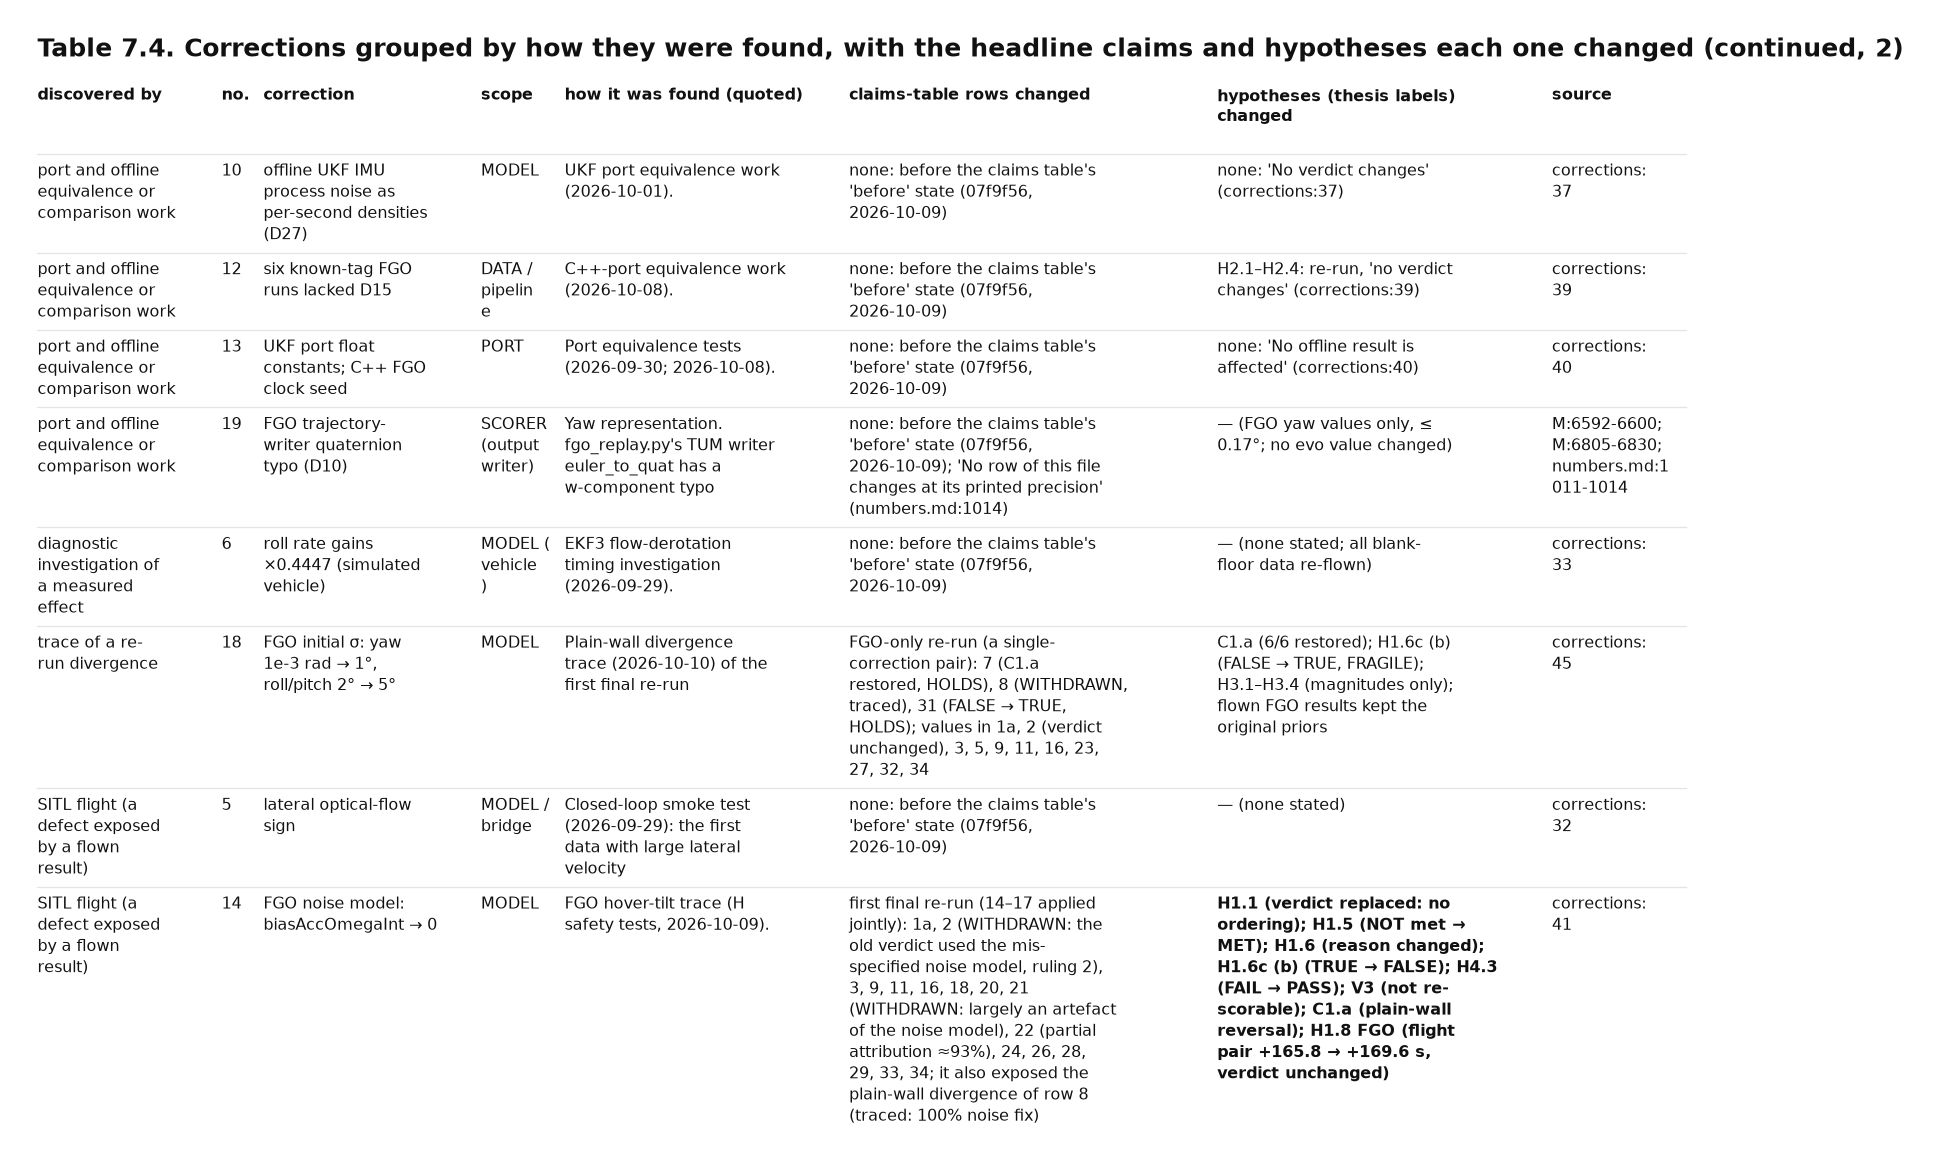 Table 7.4. Corrections grouped by how they were found, with the headline claims and hypotheses each one changed (continued, 2)
discovered by
no.
correction
scope
how it was found (quoted)
claims-table rows changed
hypotheses (thesis labels)
changed
source
port and offline
equivalence or
comparison work
10
offline UKF IMU
process noise as
per-second densities
(D27)
MODEL
UKF port equivalence work
(2026-10-01).
none: before the claims table's
'before' state (07f9f56,
2026-10-09)
none: 'No verdict changes'
(corrections:37)
corrections:
37
port and offline
equivalence or
comparison work
12
six known-tag FGO
runs lacked D15
DATA /
pipelin
e
C++-port equivalence work
(2026-10-08).
none: before the claims table's
'before' state (07f9f56,
2026-10-09)
H2.1–H2.4: re-run, 'no verdict
changes' (corrections:39)
corrections:
39
port and offline
equivalence or
comparison work
13
UKF port float
constants; C++ FGO
clock seed
PORT
Port equivalence tests
(2026-09-30; 2026-10-08).
none: before the claims table's
'before' state (07f9f56,
2026-10-09)
none: 'No offline result is
affected' (corrections:40)
corrections:
40
port and offline
equivalence or
comparison work
19
FGO trajectory-
writer quaternion
typo (D10)
SCORER
(output
writer)
Yaw representation.
fgo_replay.py's TUM writer
euler_to_quat has a
w-component typo
none: before the claims table's
'before' state (07f9f56,
2026-10-09); 'No row of this file
changes at its printed precision'
(numbers.md:1014)
— (FGO yaw values only, ≤
0.17°; no evo value changed)
M:6592-6600;
M:6805-6830;
numbers.md:1
011-1014
diagnostic
investigation of
a measured
effect
6
roll rate gains
×0.4447 (simulated
vehicle)
MODEL (
vehicle
)
EKF3 flow-derotation
timing investigation
(2026-09-29).
none: before the claims table's
'before' state (07f9f56,
2026-10-09)
— (none stated; all blank-
floor data re-flown)
corrections:
33
trace of a re-
run divergence
18
FGO initial σ: yaw
1e-3 rad → 1°,
roll/pitch 2° → 5°
MODEL
Plain-wall divergence
trace (2026-10-10) of the
first final re-run
FGO-only re-run (a single-
correction pair): 7 (C1.a
restored, HOLDS), 8 (WITHDRAWN,
traced), 31 (FALSE → TRUE,
HOLDS); values in 1a, 2 (verdict
unchanged), 3, 5, 9, 11, 16, 23,
27, 32, 34
C1.a (6/6 restored); H1.6c (b)
(FALSE → TRUE, FRAGILE);
H3.1–H3.4 (magnitudes only);
flown FGO results kept the
original priors
corrections:
45
SITL flight (a
defect exposed
by a flown
result)
5
lateral optical-flow
sign
MODEL /
bridge
Closed-loop smoke test
(2026-09-29): the first
data with large lateral
velocity
none: before the claims table's
'before' state (07f9f56,
2026-10-09)
— (none stated)
corrections:
32
SITL flight (a
defect exposed
by a flown
result)
14
FGO noise model:
biasAccOmegaInt → 0
MODEL
FGO hover-tilt trace (H
safety tests, 2026-10-09).
first final re-run (14–17 applied
jointly): 1a, 2 (WITHDRAWN: the
old verdict used the mis-
specified noise model, ruling 2),
3, 9, 11, 16, 18, 20, 21
(WITHDRAWN: largely an artefact
of the noise model), 22 (partial
attribution ≈93%), 24, 26, 28,
29, 33, 34; it also exposed the
plain-wall divergence of row 8
(traced: 100% noise fix)
H1.1 (verdict replaced: no
ordering); H1.5 (NOT met →
MET); H1.6 (reason changed);
H1.6c (b) (TRUE → FALSE); H4.3
(FAIL → PASS); V3 (not re-
scorable); C1.a (plain-wall
reversal); H1.8 FGO (flight
pair +165.8 → +169.6 s,
verdict unchanged)
corrections:
41